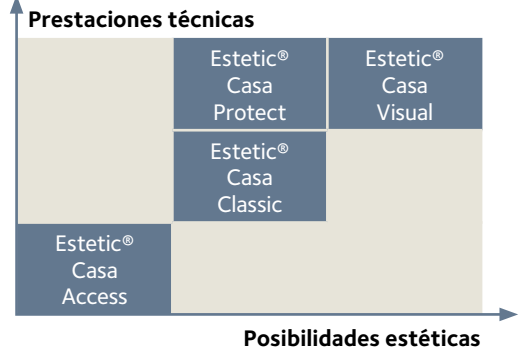 Prestaciones técnicas
Estetic®
Casa
Protect
Estetic®
Casa
Visual
Estetic®
Casa
Classic
Estetic®
Casa
Access
Posibilidades estéticas